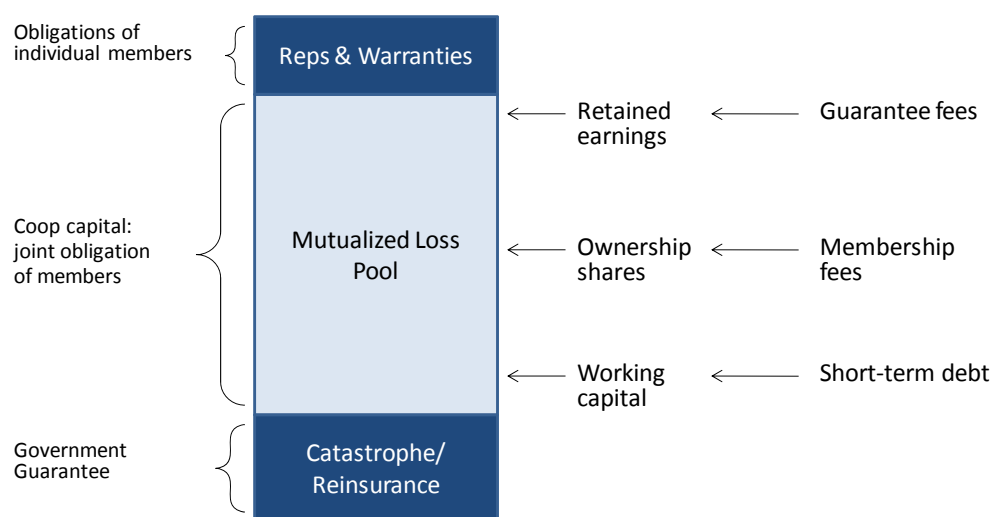 Obligations of
individual members
Reps & Warranties
Retained
earnings
Guarantee fees
Coop capital:
joint obligation
of members
Mutualized Loss
Pool
Ownership
shares
Membership
fees
Working
capital
Short-term debt
Government
Guarantee
Catastrophe/
Reinsurance